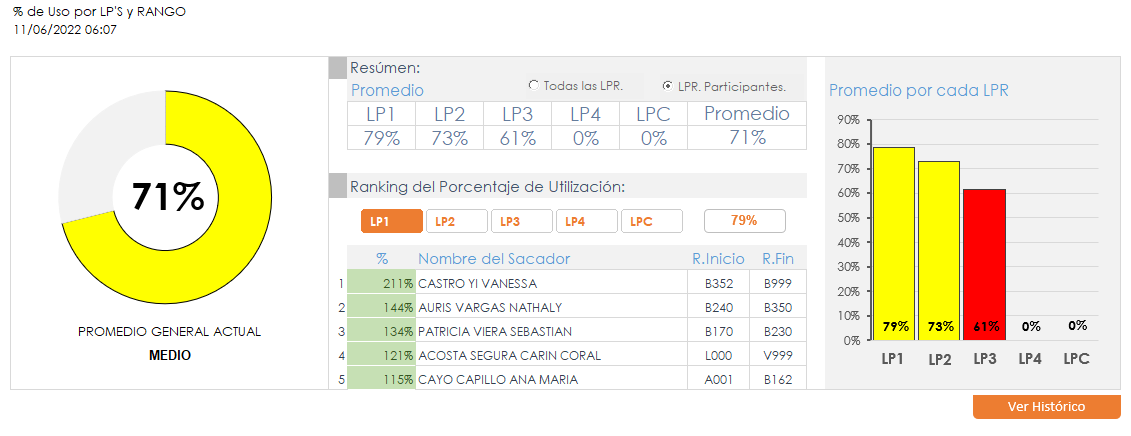 % de Uso por LP'S y RANGO
11/06/2022 06:07
71%
PROMEDIO GENERAL ACTUAL
MEDIO
Resúmen:
Promedio
Todas las LPR.
LPR. Participantes.
LP1 LP2 LP3 LP4 LPC Promedio
79% 73% 61% 0% 0% 71%
Ranking del Porcentaje de Utilización:
LP1 LP2 LP3 LP4 LPC 79%
% Nombre del Sacador R.Inicio R.Fin
1 211% CASTRO YI VANESSA B352 B999
2 144% AURIS VARGAS NATHALY B240 B350
3 134% PATRICIA VIERA SEBASTIAN B170 B230
4 121% ACOSTA SEGURA CARIN CORAL L000 V999
5 115% CAYO CAPILLO ANA MARIA A001 B162
Promedio por cada LPR
90%
80%
70%
60%
50%
40%
30%
20%
10%
0%
79% 73% 61% 0% 0%
LP1 LP2 LP3 LP4 LPC
Ver Histórico